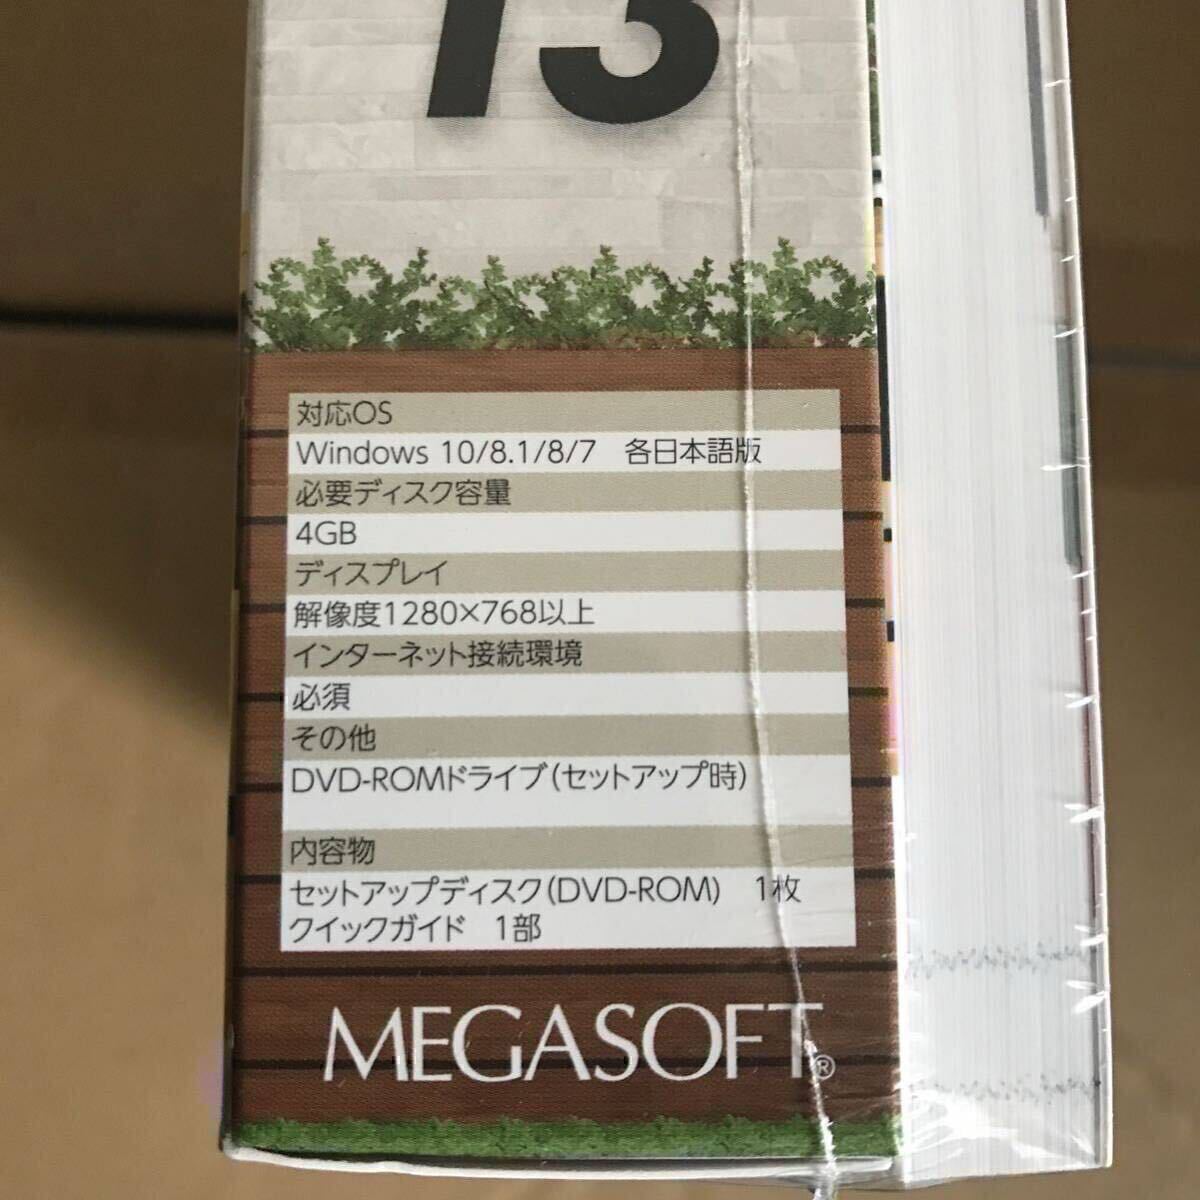 13
対応OS
Windows 10/8.1/8/7　各日本語版
必要ディスク容量
4GB
ディスプレイ
解像度1280×768以上
インターネット接続環境
必須
その他
DVD-ROMドライブ(セットアップ時)
内容物
セットアップディスク(DVD-ROM)　1枚
クイックガイド　1部
MEGASOFT®